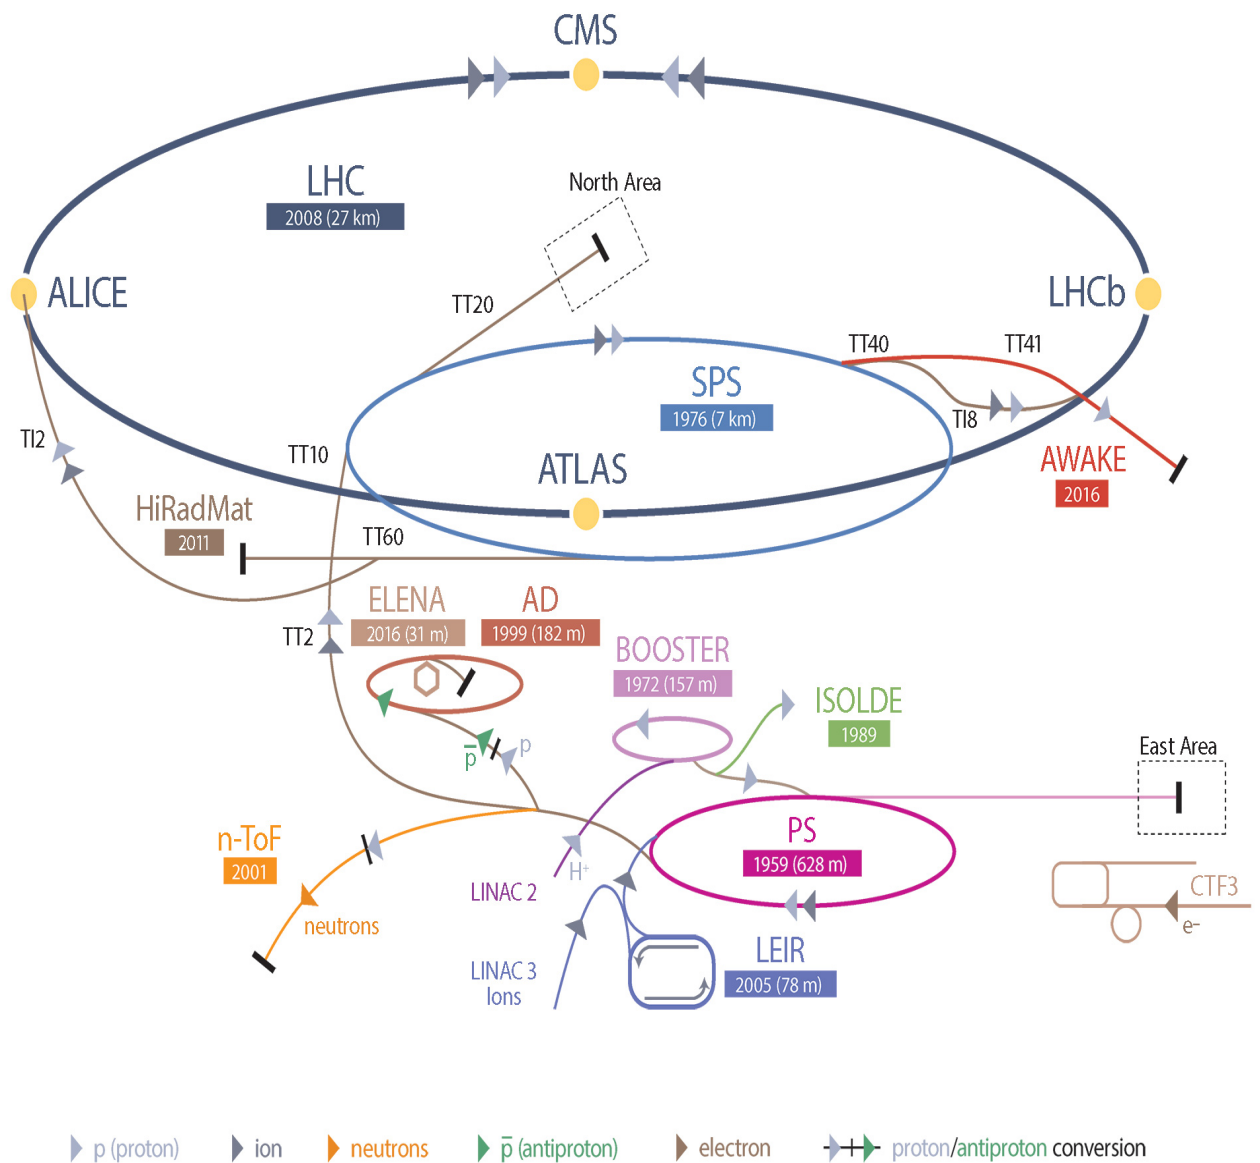 CMS
LHC
2008 (27 km)
North Area
ALICE
LHCb
TT20
TT40
TT41
SPS
1976 (7 km)
TI8
TI2
TT10
ATLAS
AWAKE
2016
HiRadMat
2011
TT60
ELENA
2016 (31 m)
AD
1999 (182 m)
TT2
BOOSTER
1972 (157 m)
ISOLDE
1989
p̅
p
East Area
n-ToF
2001
PS
1959 (628 m)
H⁺
LINAC 2
CTF3
e⁻
neutrons
LEIR
2005 (78 m)
LINAC 3
Ions
p (proton)
ion
neutrons
p̅ (antiproton)
electron
proton/antiproton conversion